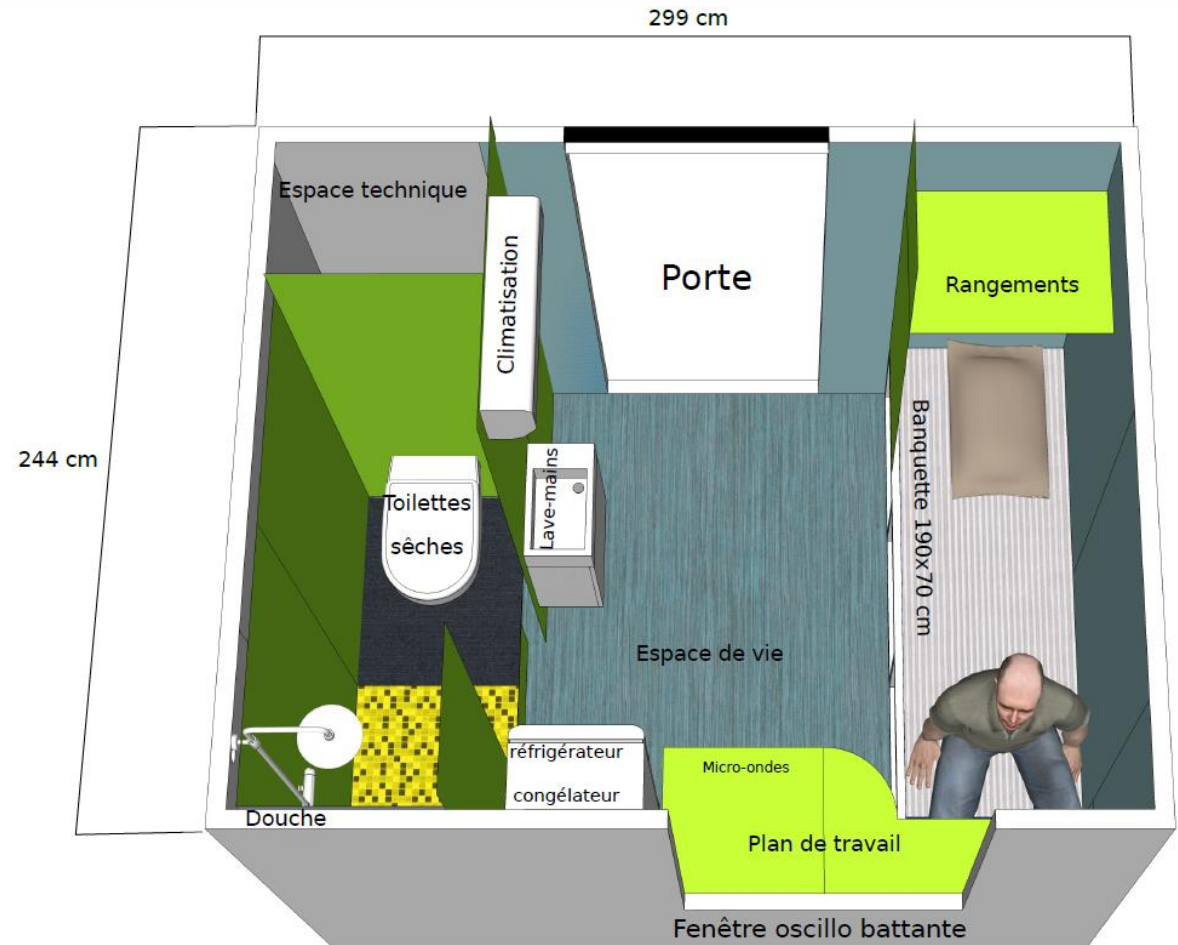 299 cm
Espace technique
Climatisation
Porte
Rangements
244 cm
Toilettes
sêches
Lave-mains
Banquette 190x70 cm
Espace de vie
réfrigérateur
congélateur
Micro-ondes
Douche
Plan de travail
Fenêtre oscillo battante